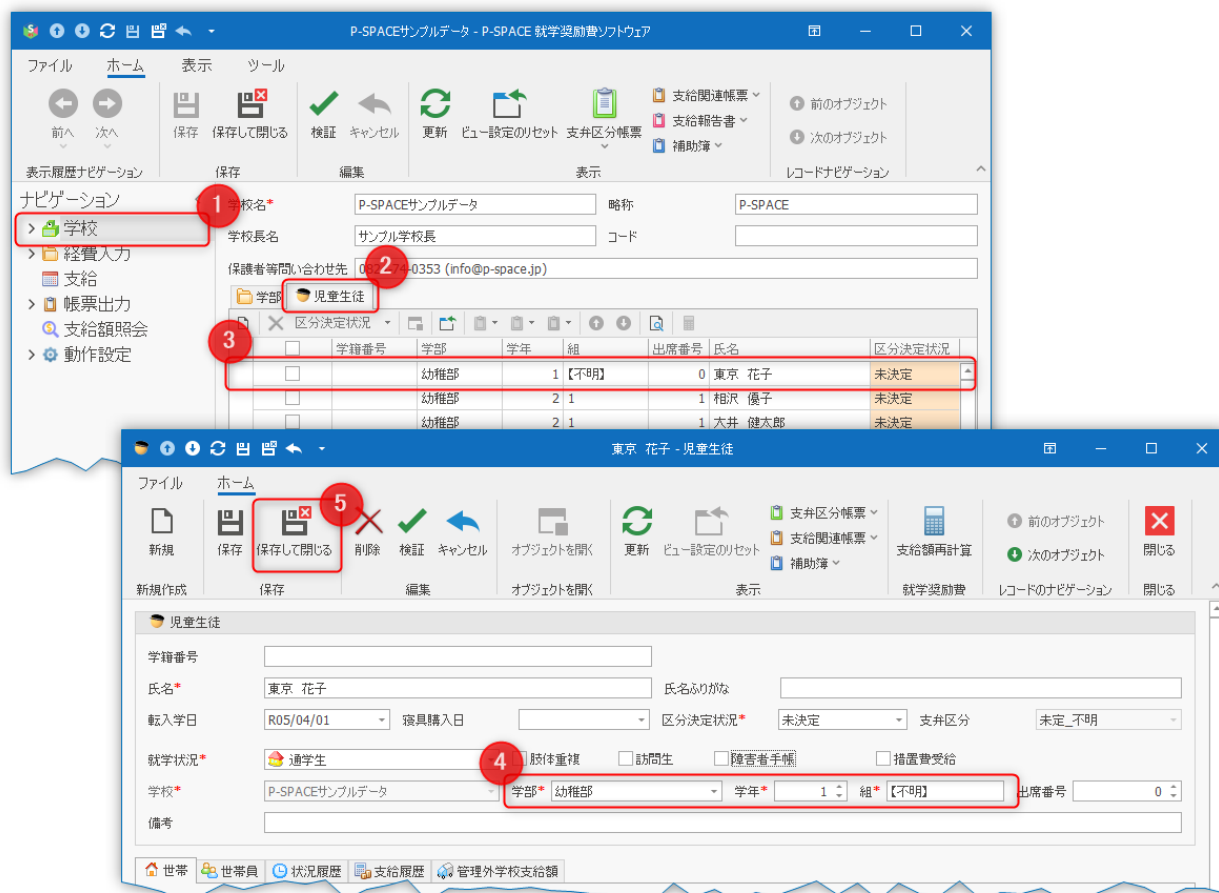 P-SPACEサンプルデータ - P-SPACE 就学奨励費ソフトウェア
ファイル ホーム 表示 ツール
前へ 次へ 保存 保存して閉じる 検証 キャンセル 更新 ビュー設定のリセット 支弁区分帳票 支給関連帳票 前のオブジェクト
支給報告書
補助簿 次のオブジェクト
表示履歴ナビゲーション 保存 編集 表示 レコードナビゲーション
ナビゲーション
1
学校
経費入力
支給
帳票出力
支給額照会
動作設定
学校名* P-SPACEサンプルデータ 略称 P-SPACE
学校長名 サンプル学校長 コード
保護者等問い合わせ先 74-0353 (info@p-space.jp)
2
学部 児童生徒
区分決定状況
3
学籍番号 学部 学年 組 出席番号 氏名 区分決定状況
幼稚部 1 【不明】 0 東京 花子 未決定
幼稚部 2 1 1 相沢 優子 未決定
幼稚部 2 1 1 大井 健太郎 未決定
東京 花子 - 児童生徒
ファイル ホーム
5
新規 保存 保存して閉じる 削除 検証 キャンセル オブジェクトを開く 更新 ビュー設定のリセット 支弁区分帳票 支給額再計算 前のオブジェクト 閉じる
支給関連帳票
補助簿 次のオブジェクト
新規作成 保存 編集 オブジェクトを開く 表示 就学奨励費 レコードのナビゲーション 閉じる
児童生徒
学籍番号
氏名* 東京 花子 氏名ふりがな
転入学日 R05/04/01 寝具購入日 区分決定状況* 未決定 支弁区分 未定_不明
就学状況* 通学生 肢体重複 訪問生 障害者手帳 措置費受給
4
学校* P-SPACEサンプルデータ 学部* 幼稚部 学年* 1 組* 【不明】 出席番号 0
備考
世帯 世帯員 状況履歴 支給履歴 管理外学校支給額